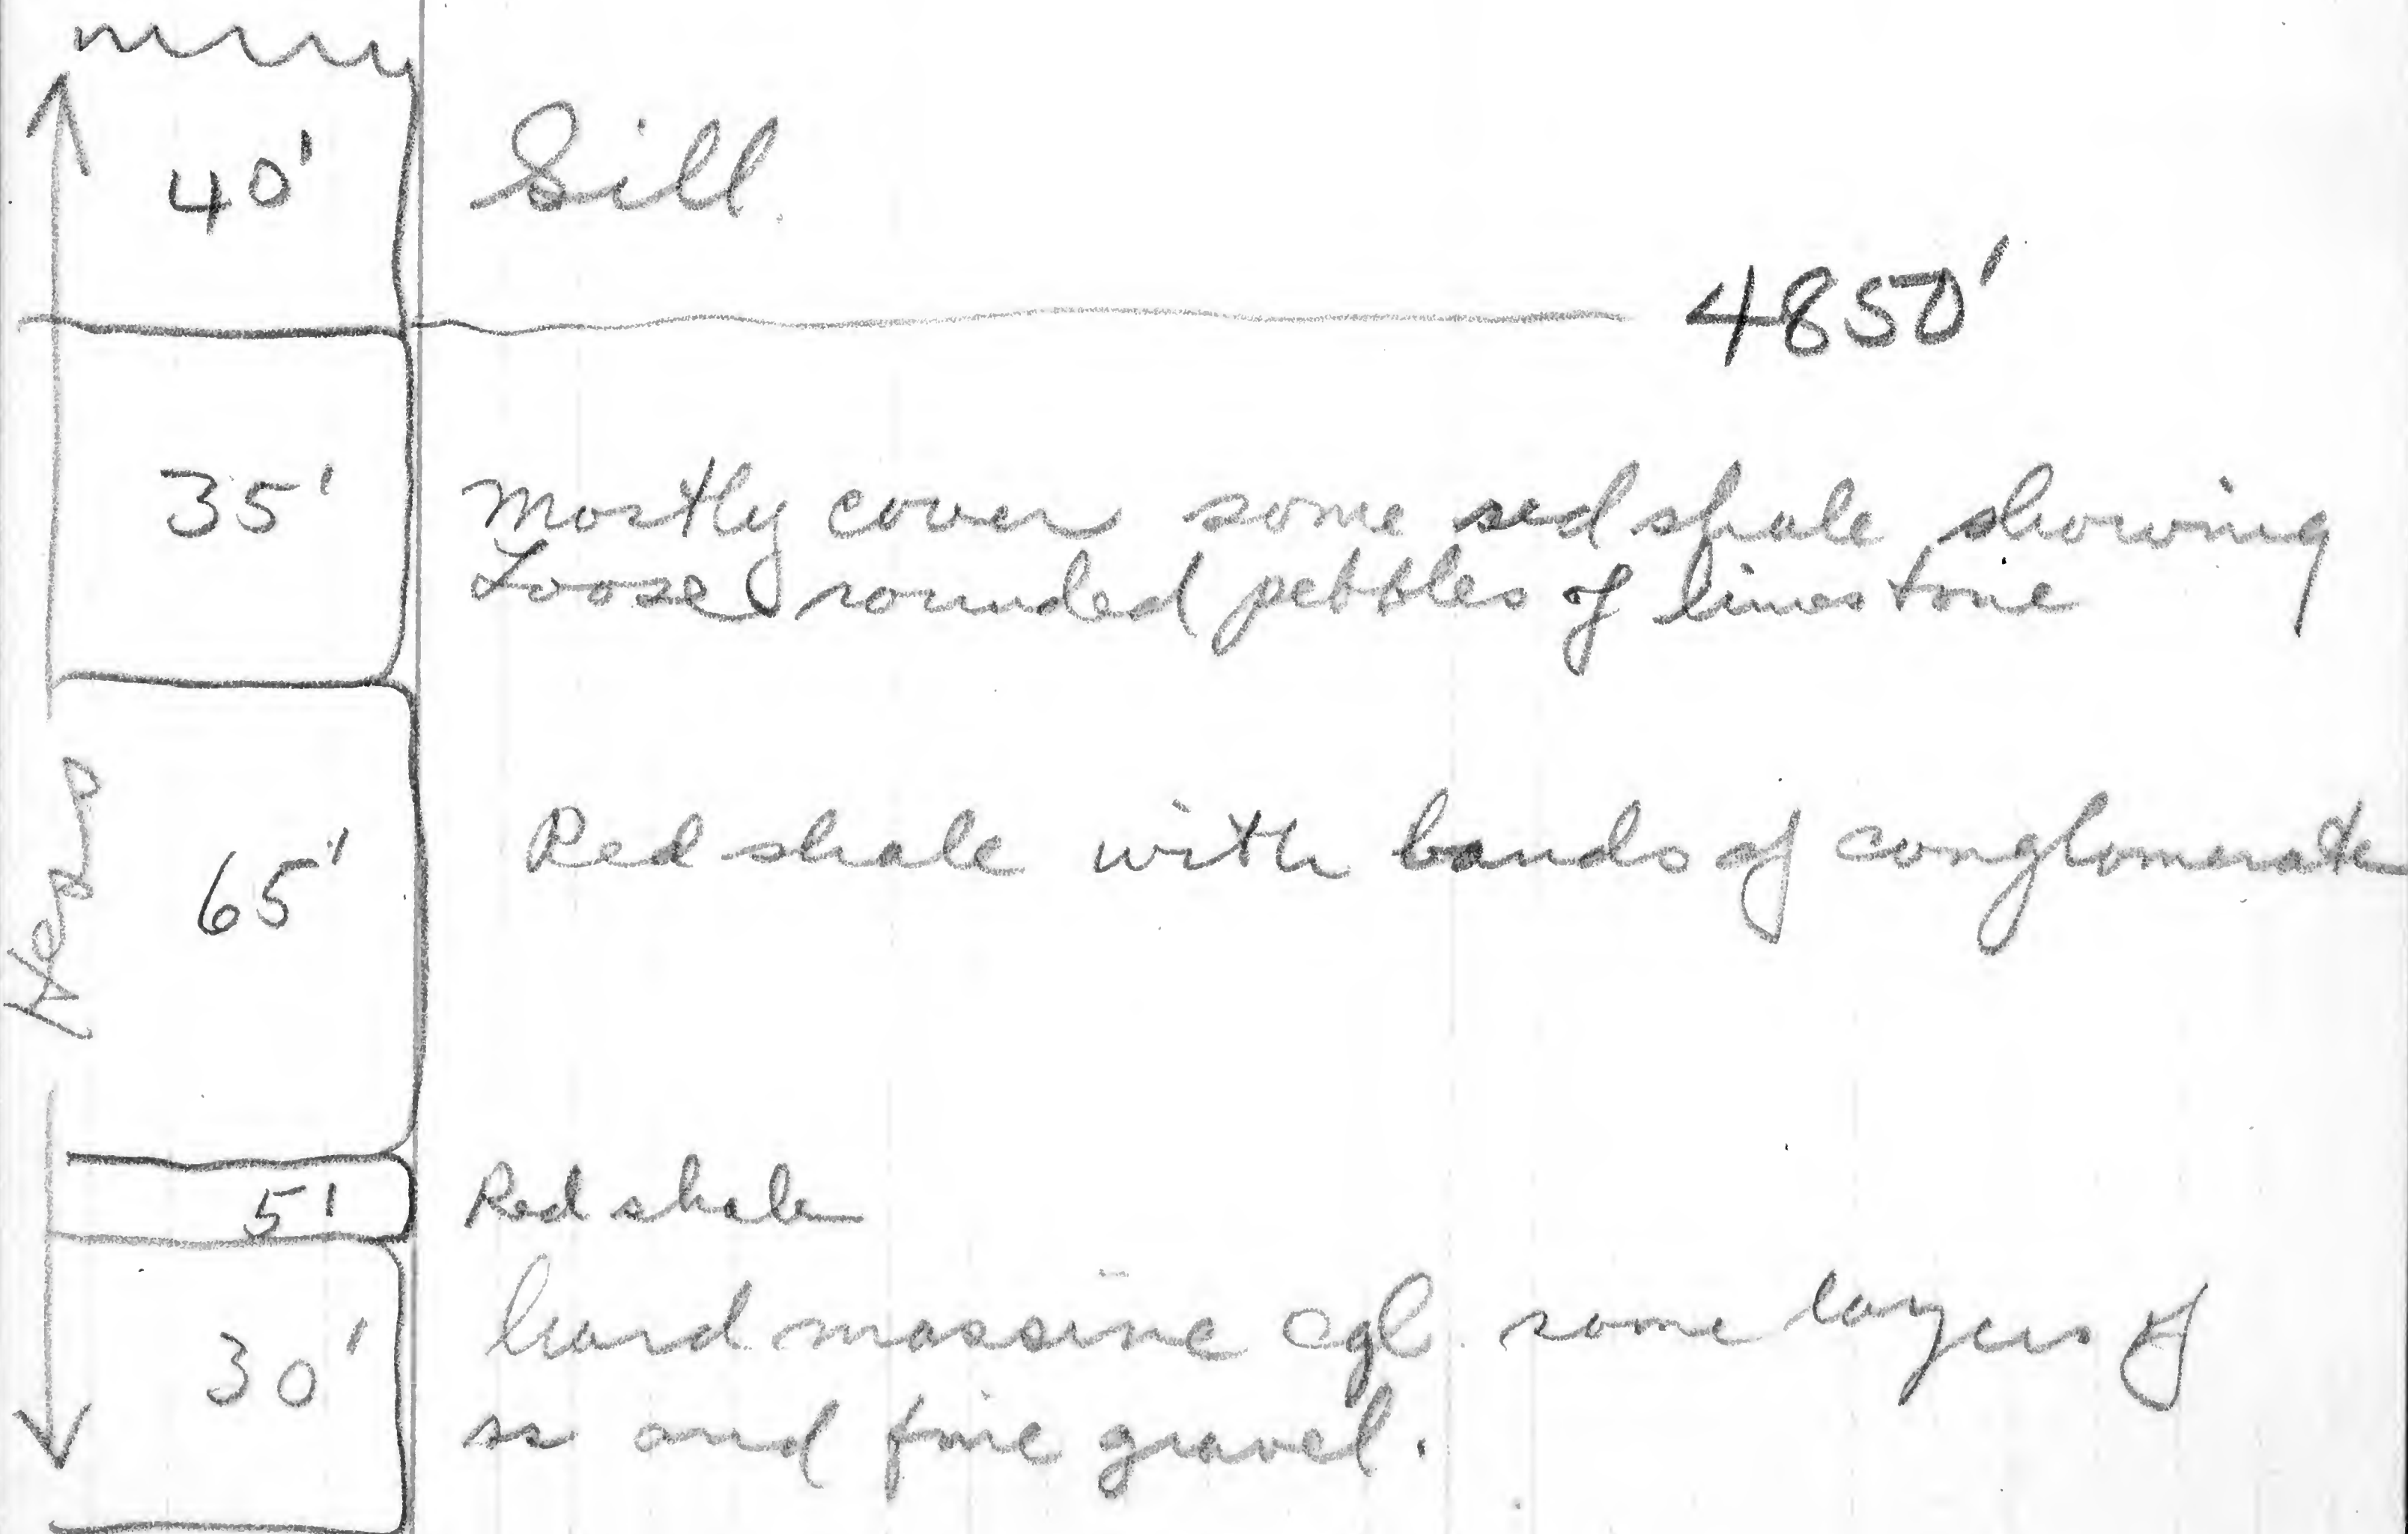 40' Sill.
4850'
35' Mostly cover some red shale showing
Loose rounded pebbles of limestone
65' Red shale with bands of conglomerate
5' Red shale
30' hard massive cgl. some layers of
ss and fine gravel.